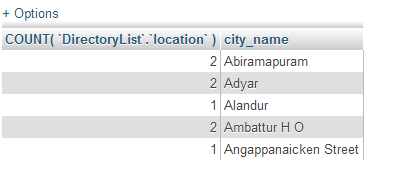 + Options
COUNT( `DirectoryList`.`location` ) city_name
2 Abiramapuram
2 Adyar
1 Alandur
2 Ambattur H O
1 Angappanaicken Street